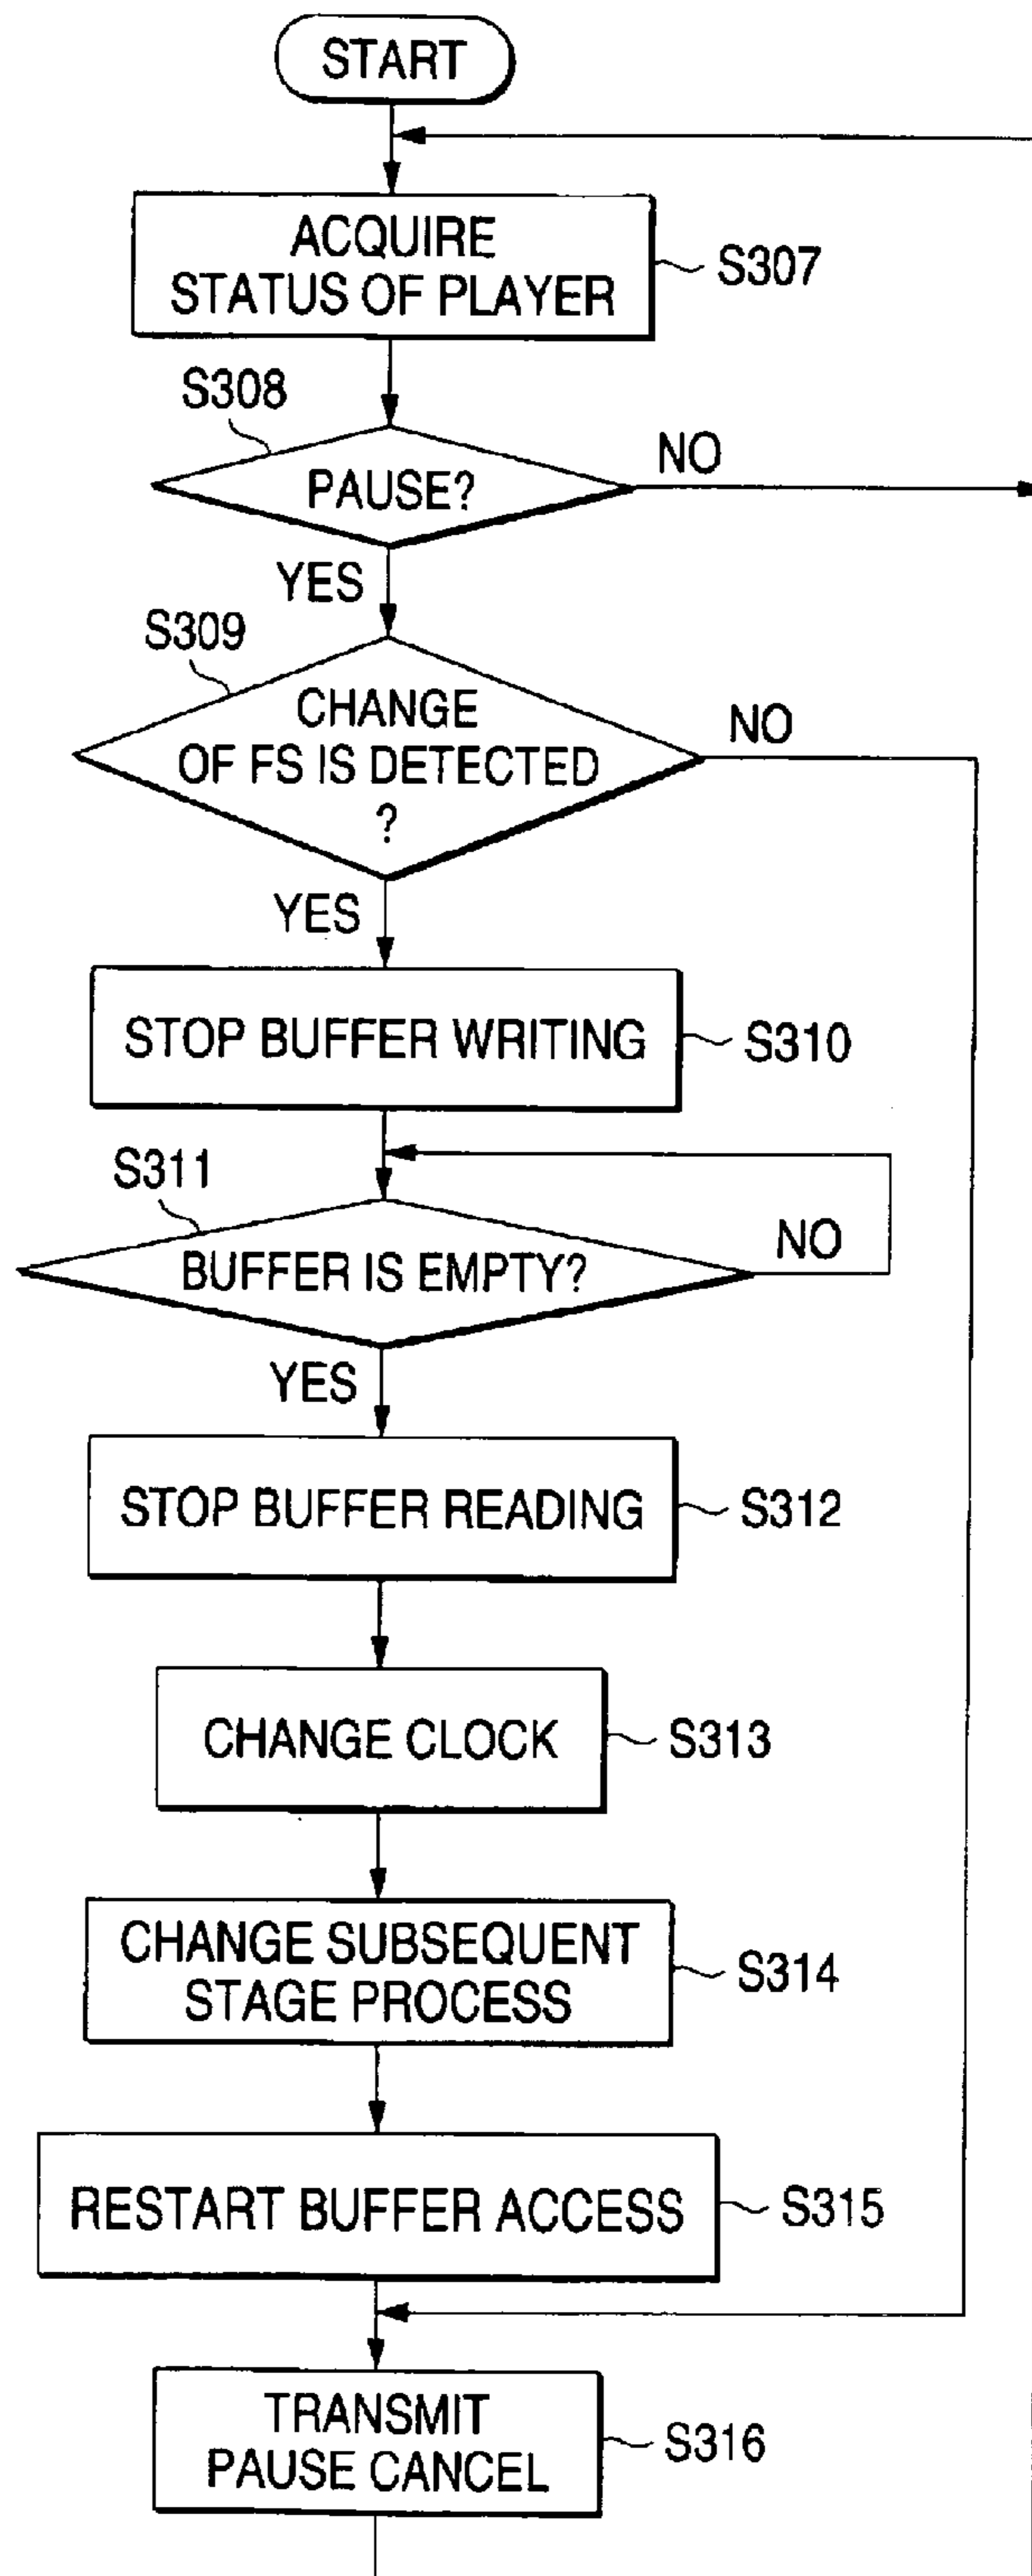 START
ACQUIRE
STATUS OF PLAYER
S307
S308
PAUSE?
NO
YES
S309
CHANGE
OF FS IS DETECTED
?
NO
YES
STOP BUFFER WRITING
S310
S311
BUFFER IS EMPTY?
NO
YES
STOP BUFFER READING
S312
CHANGE CLOCK
S313
CHANGE SUBSEQUENT
STAGE PROCESS
S314
RESTART BUFFER ACCESS
S315
TRANSMIT
PAUSE CANCEL
S316